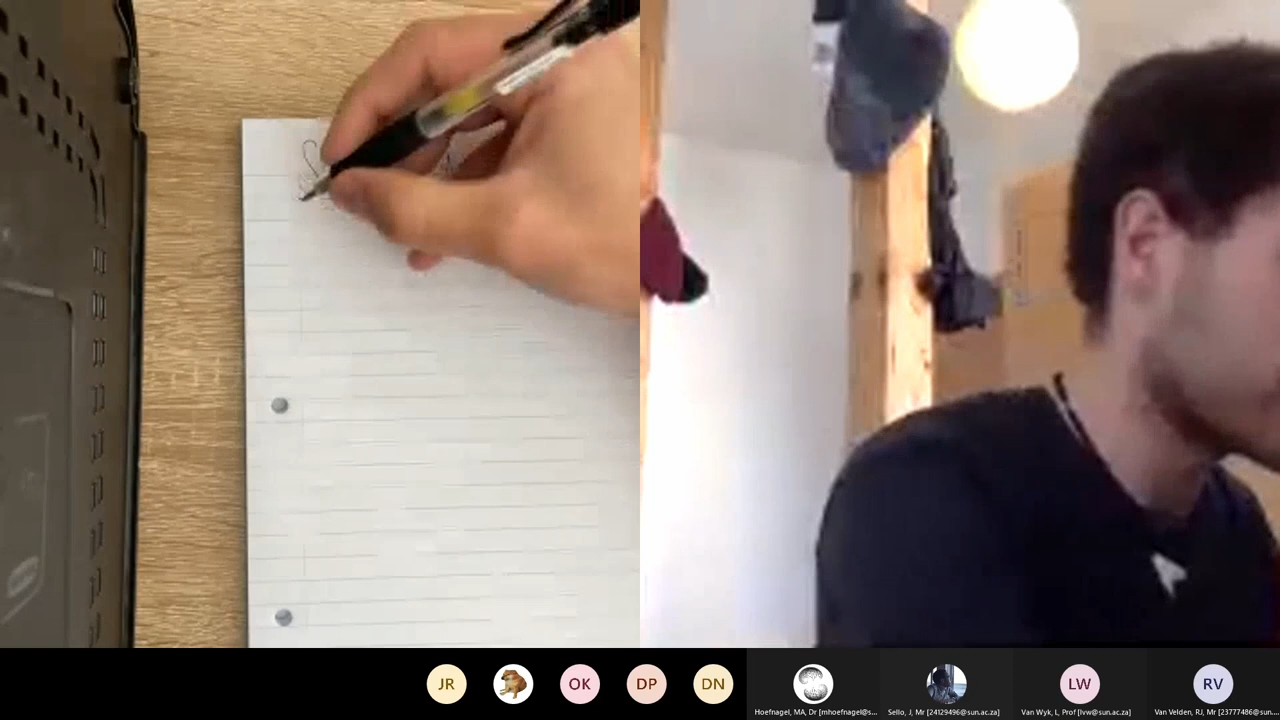 JR
OK
DP
DN
LW
RV
Hoefnagel, MA, Dr [mhoefnagel@s...
Sello, J, Mr [24129496@sun.ac.za]
Van Wyk, L, Prof [lvw@sun.ac.za]
Van Velden, RJ, Mr [23777486@sun....